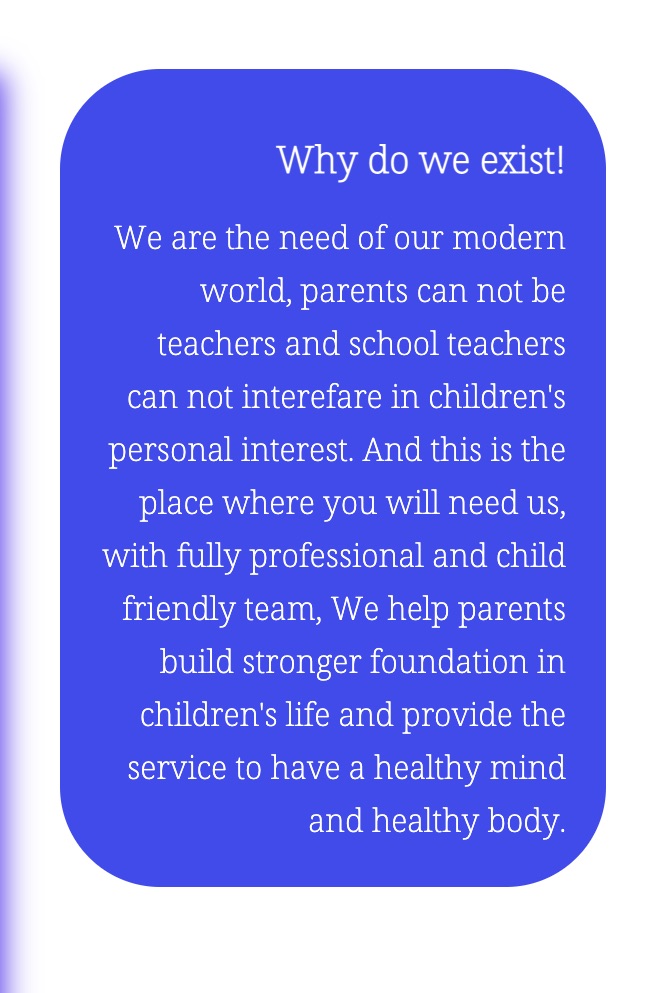 Why do we exist!
We are the need of our modern
world, parents can not be
teachers and school teachers
can not interefare in children's
personal interest. And this is the
place where you will need us,
with fully professional and child
friendly team, We help parents
build stronger foundation in
children's life and provide the
service to have a healthy mind
and healthy body.